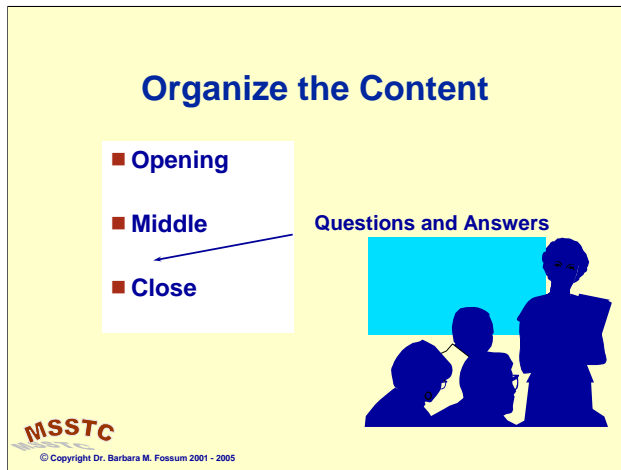 Organize the Content
Opening
Middle
Questions and Answers
Close
MSSTC
© Copyright Dr. Barbara M. Fossum 2001 - 2005